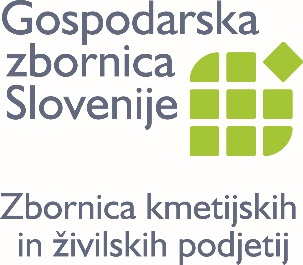 Gospodarska
zbornica
Slovenije
Zbornica kmetijskih
in živilskih podjetij